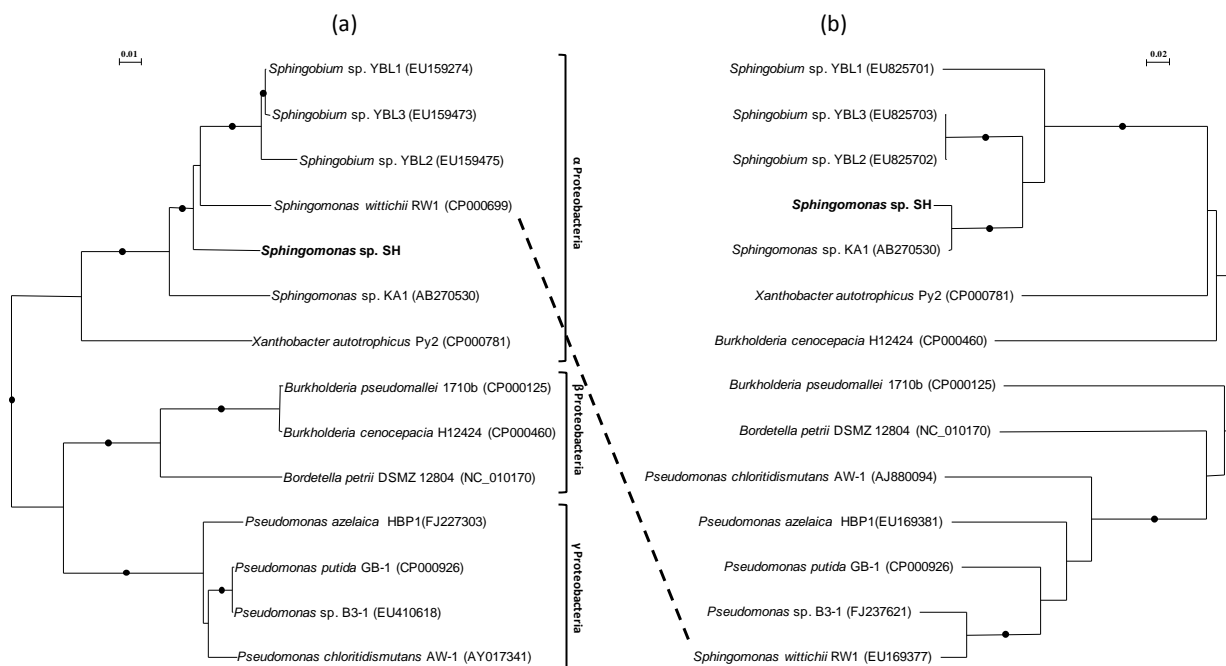 (a)
0.01
Sphingobium sp. YBL1 (EU159274)
Sphingobium sp. YBL3 (EU159473)
Sphingobium sp. YBL2 (EU159475)
Sphingomonas wittichii RW1 (CP000699)
Sphingomonas sp. SH
Sphingomonas sp. KA1 (AB270530)
Xanthobacter autotrophicus Py2 (CP000781)
Burkholderia pseudomallei 1710b (CP000125)
Burkholderia cenocepacia H12424 (CP000460)
Bordetella petrii DSMZ 12804 (NC_010170)
Pseudomonas azelaica HBP1(FJ227303)
Pseudomonas putida GB-1 (CP000926)
Pseudomonas sp. B3-1 (EU410618)
Pseudomonas chloritidismutans AW-1 (AY017341)
α Proteobacteria
β Proteobacteria
γ Proteobacteria
(b)
0.02
Sphingobium sp. YBL1 (EU825701)
Sphingobium sp. YBL3 (EU825703)
Sphingobium sp. YBL2 (EU825702)
Sphingomonas sp. SH
Sphingomonas sp. KA1 (AB270530)
Xanthobacter autotrophicus Py2 (CP000781)
Burkholderia cenocepacia H12424 (CP000460)
Burkholderia pseudomallei 1710b (CP000125)
Bordetella petrii DSMZ 12804 (NC_010170)
Pseudomonas chloritidismutans AW-1 (AJ880094)
Pseudomonas azelaica HBP1(EU169381)
Pseudomonas putida GB-1 (CP000926)
Pseudomonas sp. B3-1 (FJ237621)
Sphingomonas wittichii RW1 (EU169377)